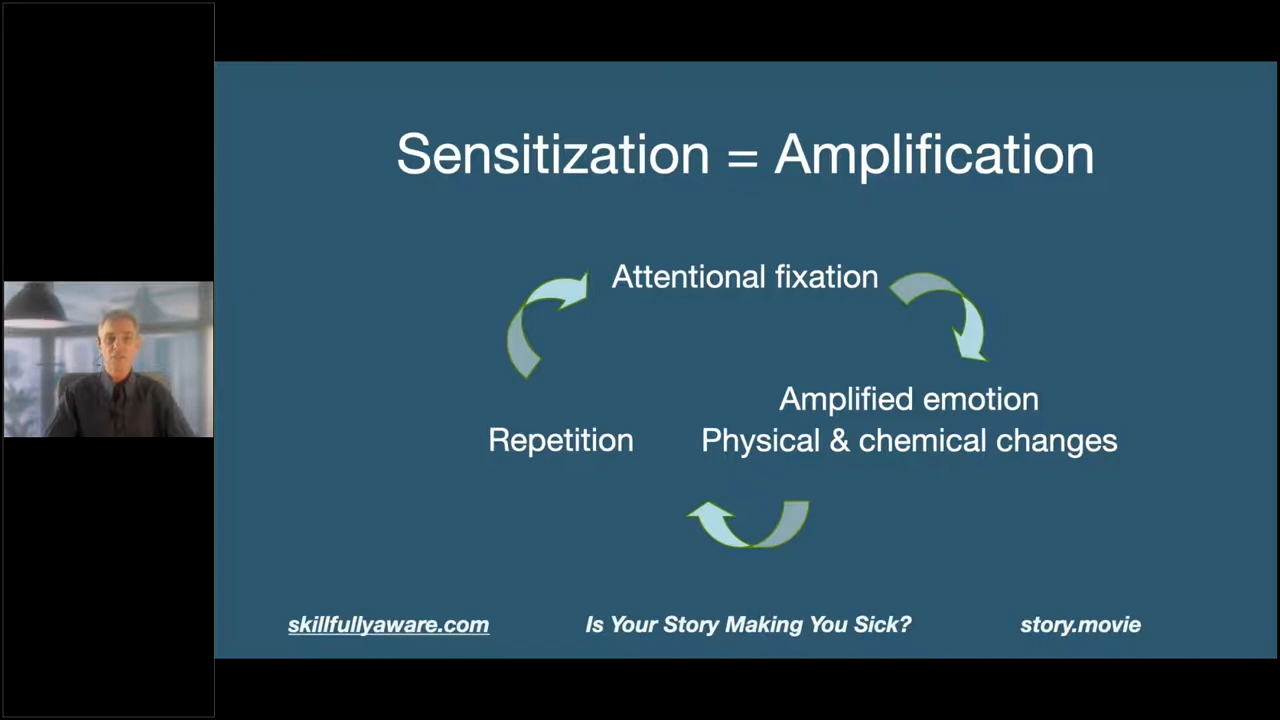 Sensitization = Amplification
Attentional fixation
Amplified emotion
Repetition
Physical & chemical changes
skillfullyaware.com
Is Your Story Making You Sick?
story.movie